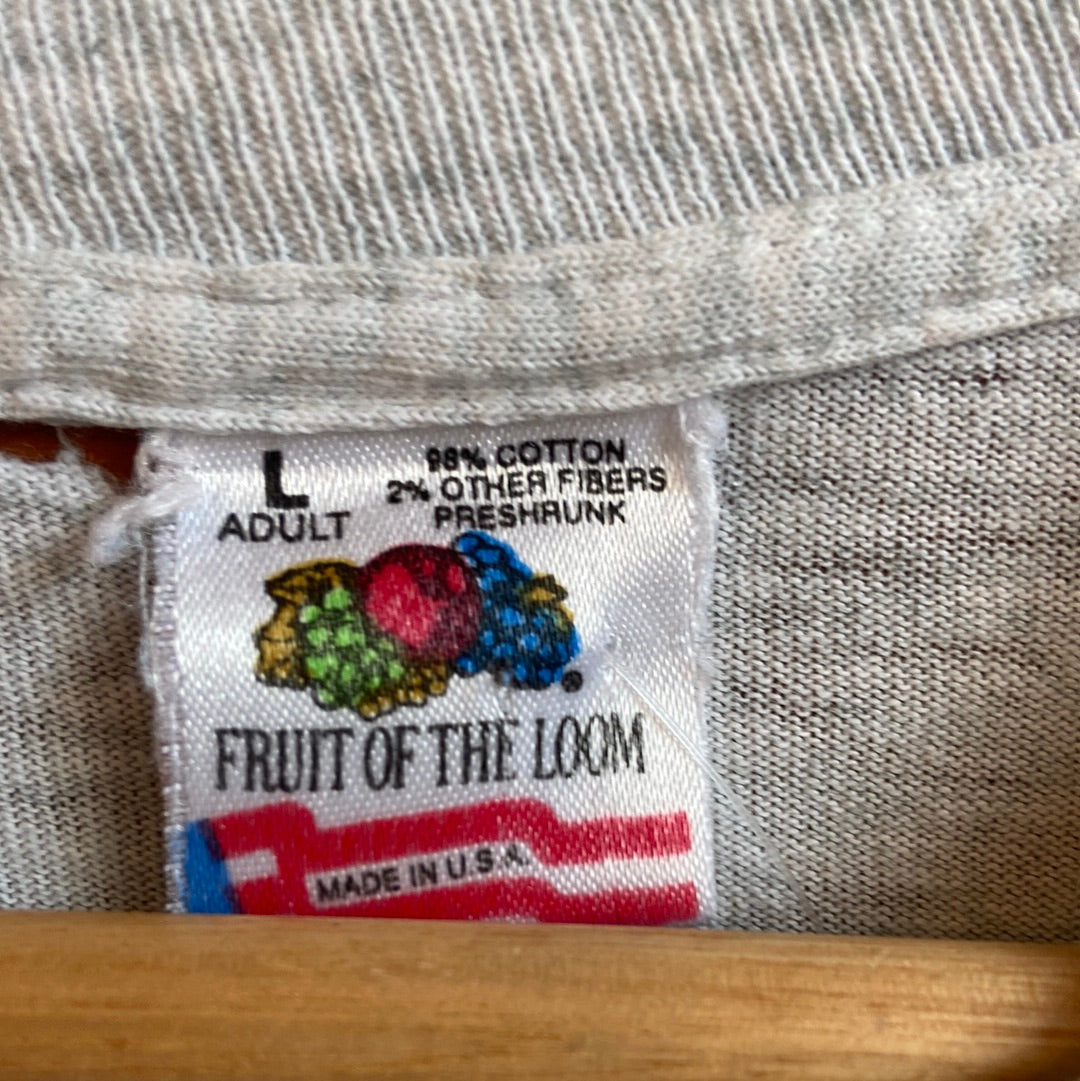 L
ADULT
98% COTTON
2% OTHER FIBERS
PRESHRUNK
®
FRUIT OF THE LOOM
MADE IN U.S.A.